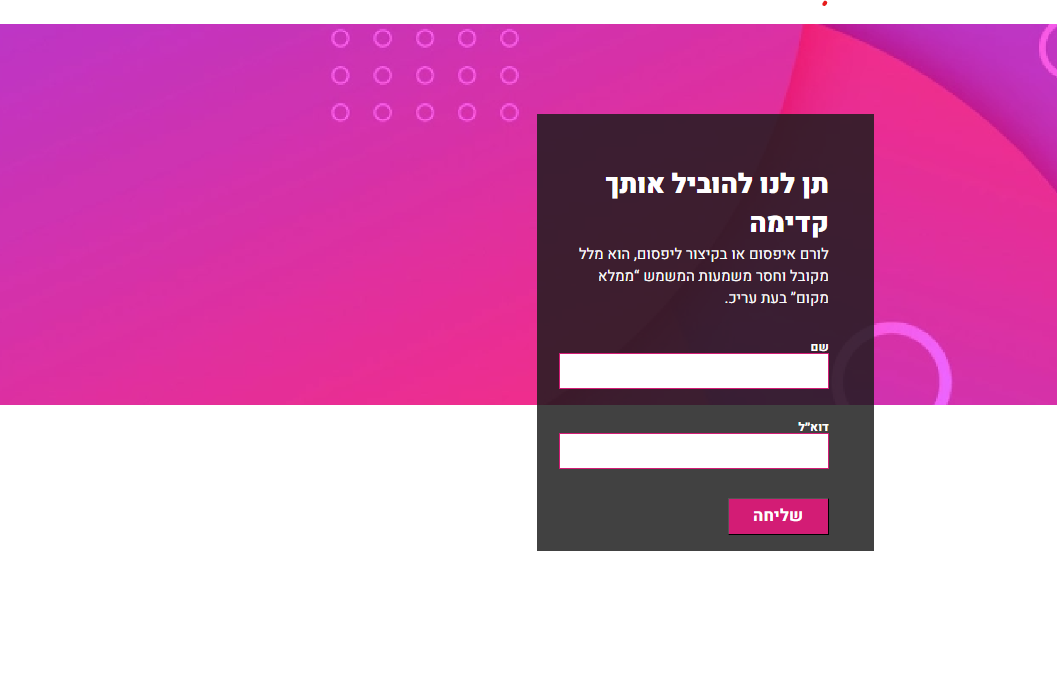 תן לנו להוביל אותך
קדימה
לורם איפסום או בקיצור ליפסום, הוא מלל
מקובל וחסר משמעות המשמש “ממלא
מקום” בעת עריכ.
שם
דוא”ל
שליחה